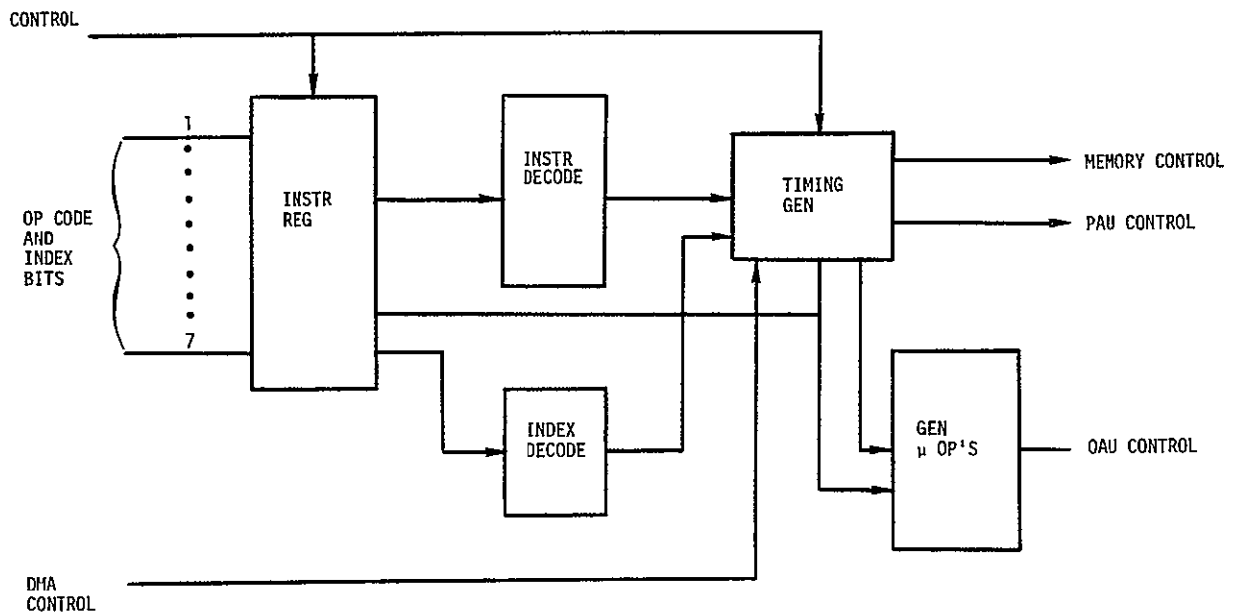 CONTROL
1
INSTR
DECODE
MEMORY CONTROL
TIMING
GEN
INSTR
REG
OP CODE
AND
INDEX
BITS
PAU CONTROL
7
INDEX
DECODE
GEN
μ OP'S
OAU CONTROL
DMA
CONTROL